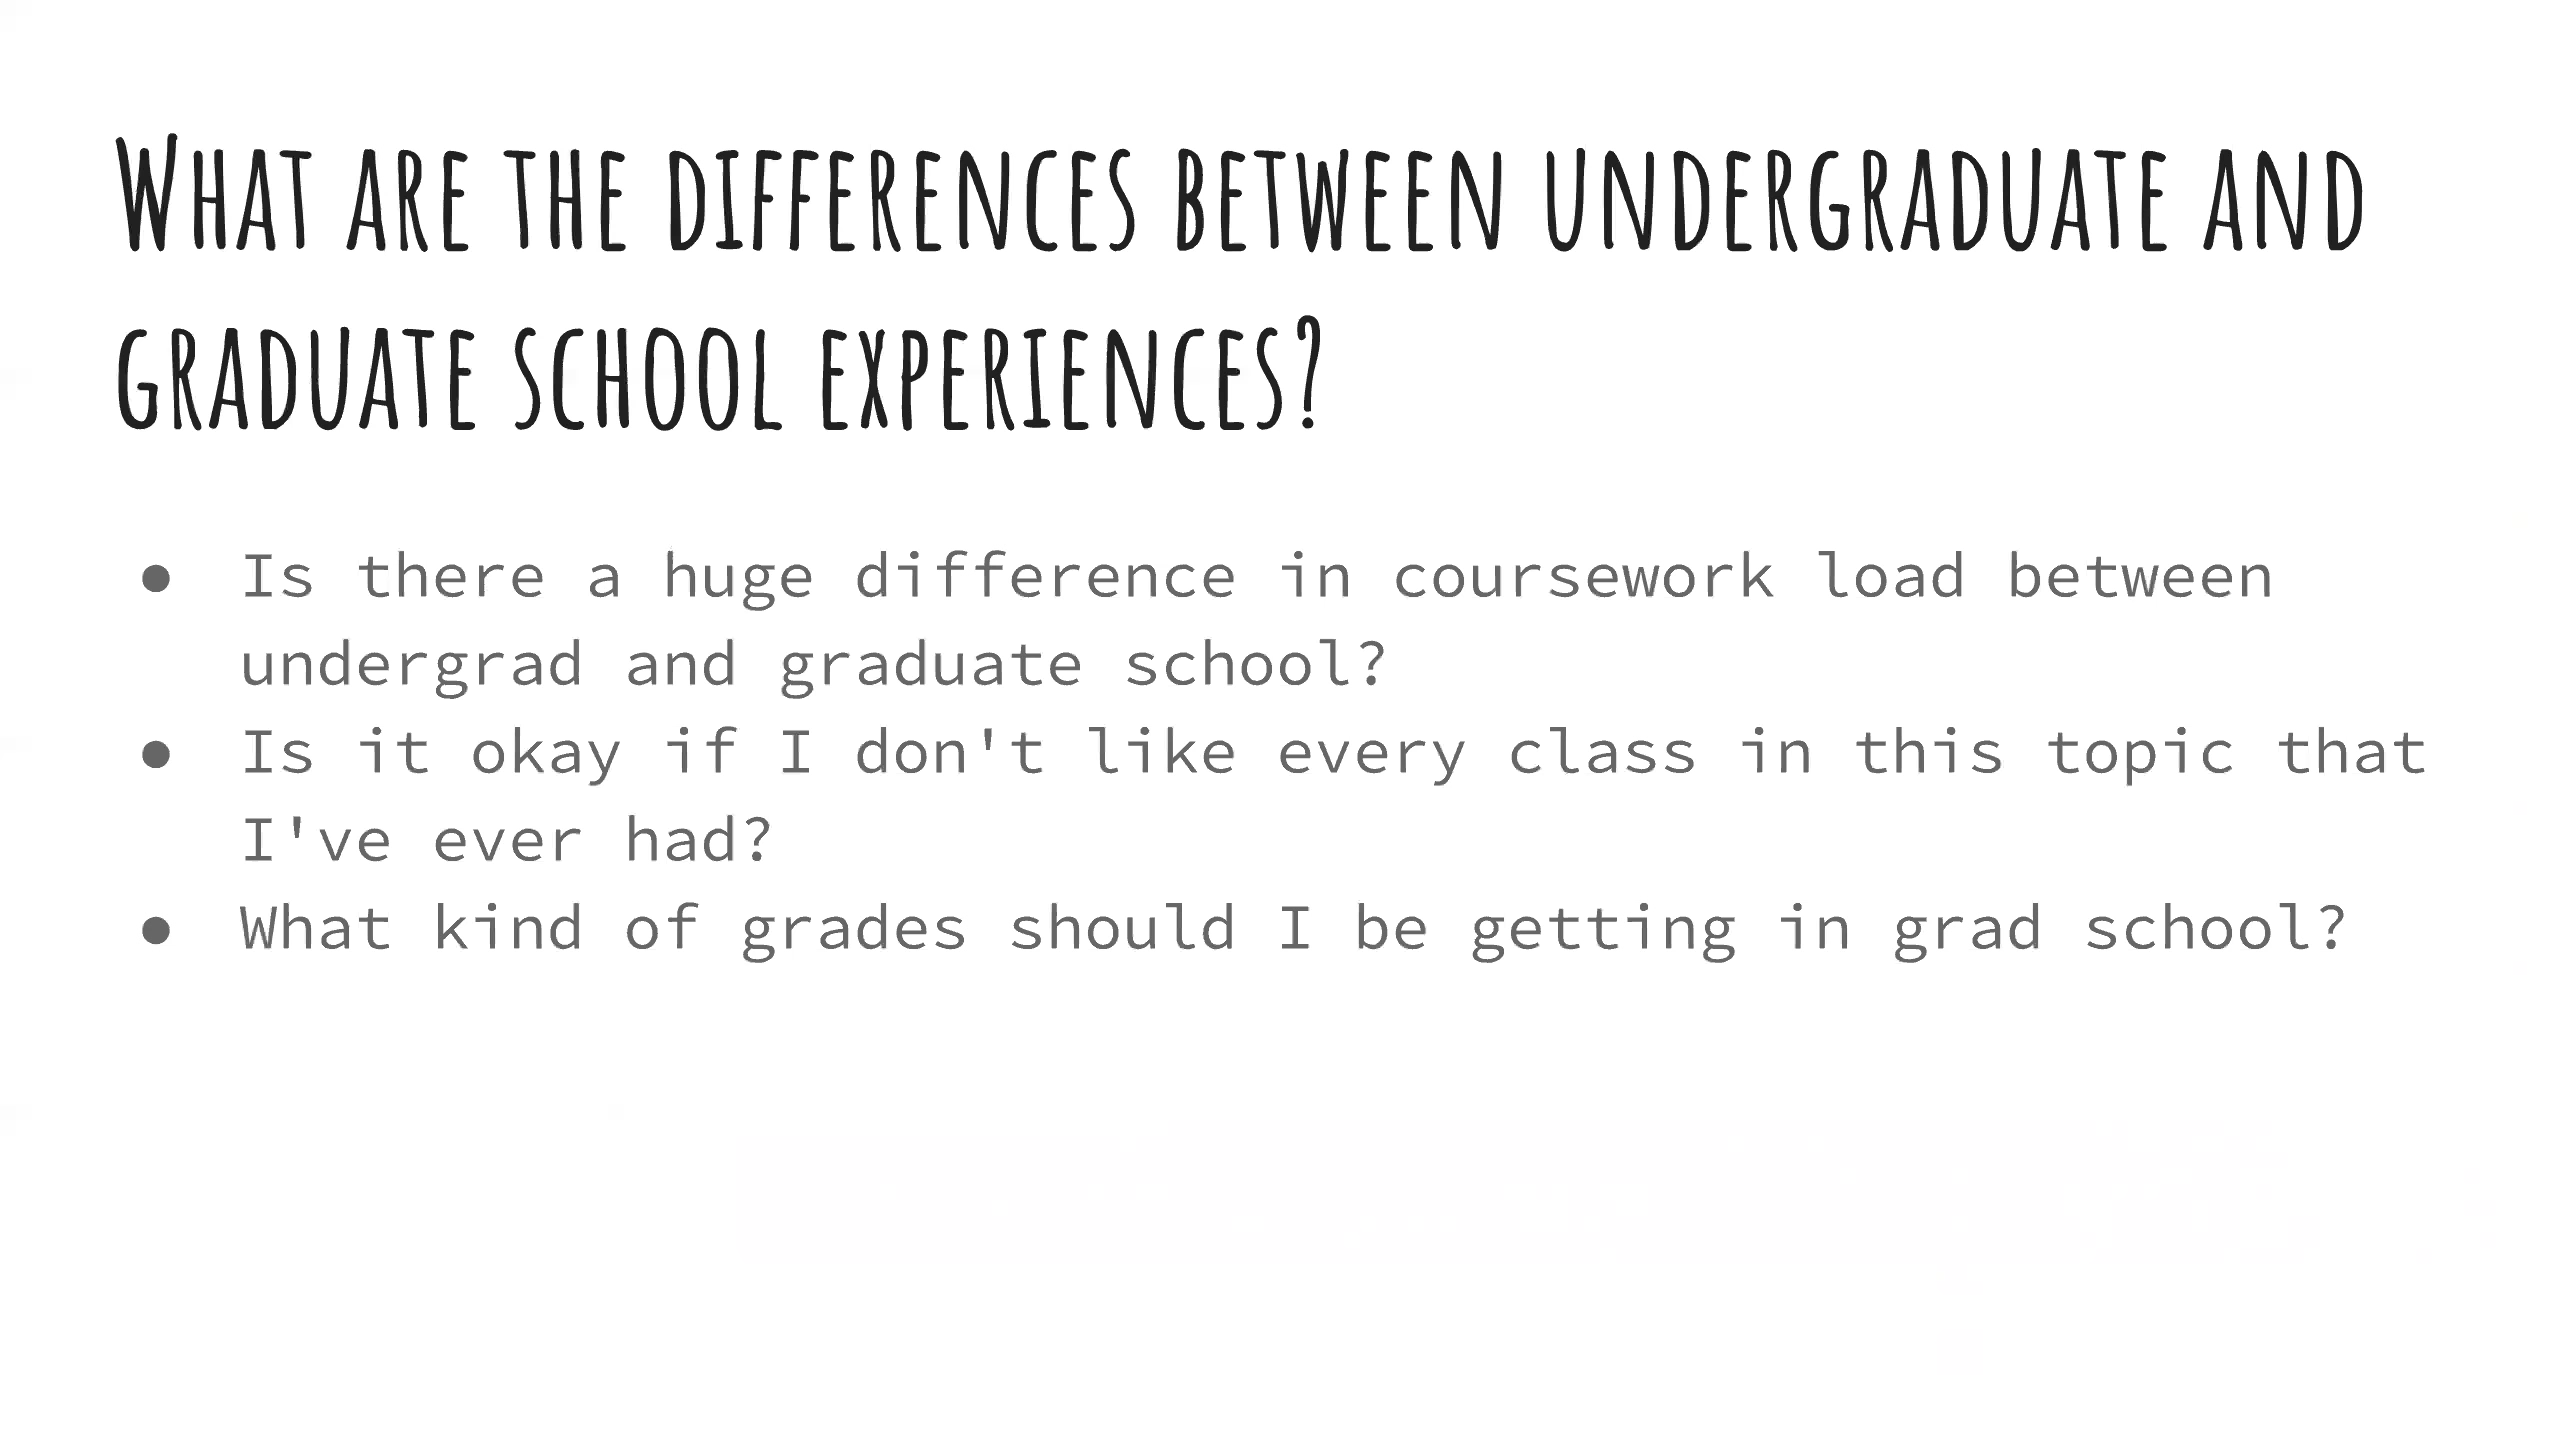 What are the differences between undergraduate and
graduate school experiences?
● Is there a huge difference in coursework load between
undergrad and graduate school?
● Is it okay if I don't like every class in this topic that
I've ever had?
● What kind of grades should I be getting in grad school?